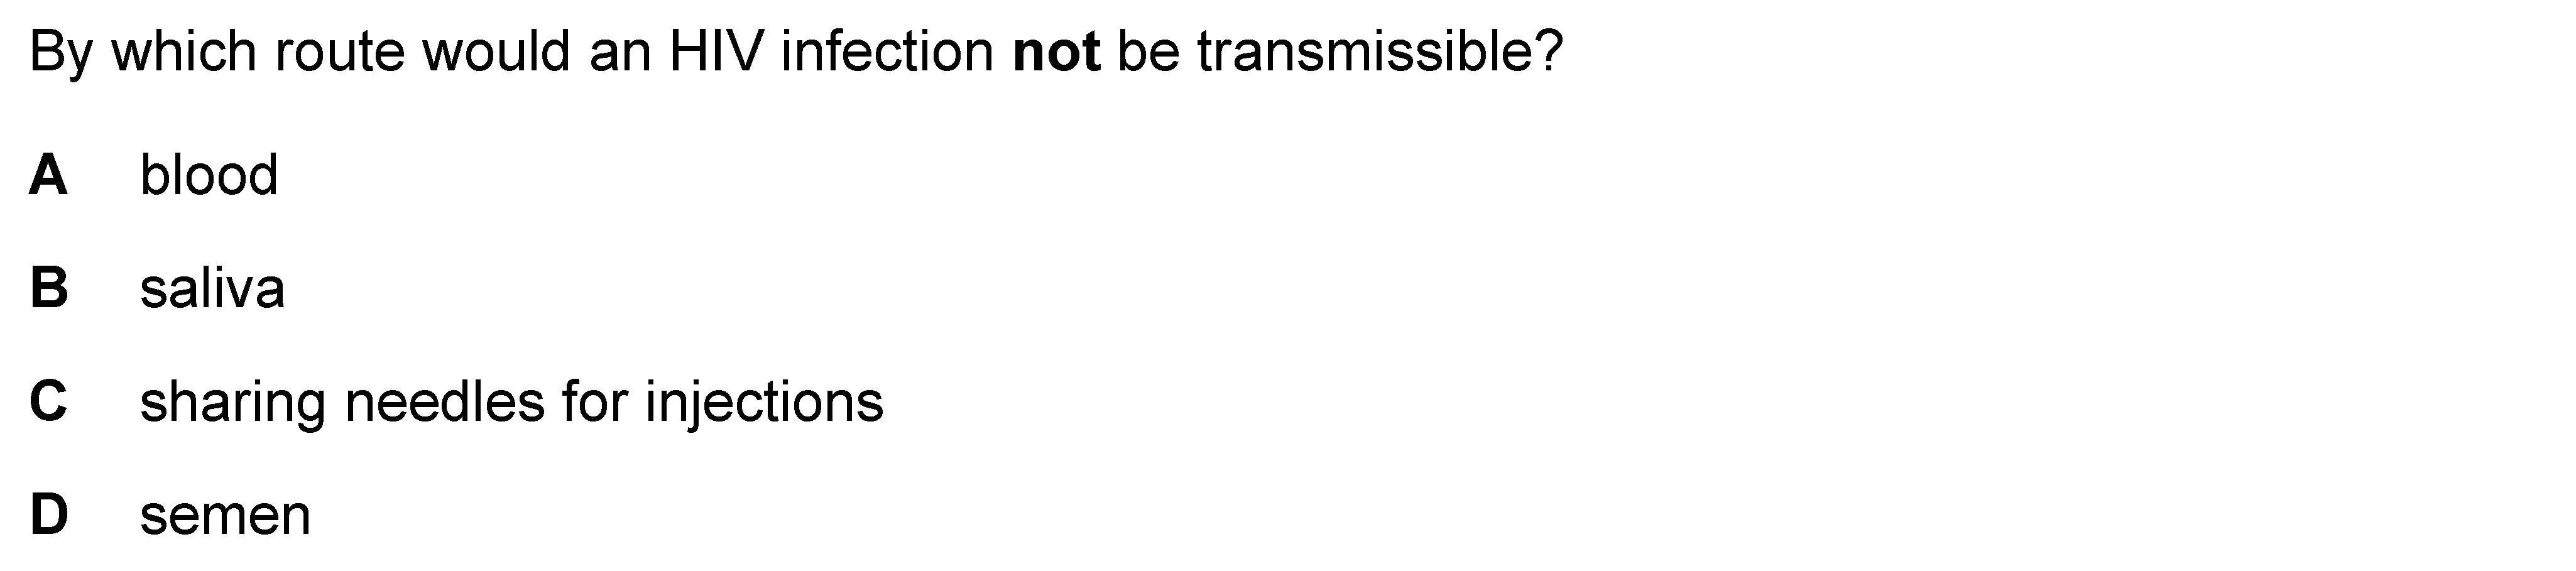 By which route would an HIV infection not be transmissible?
A blood
B saliva
C sharing needles for injections
D semen